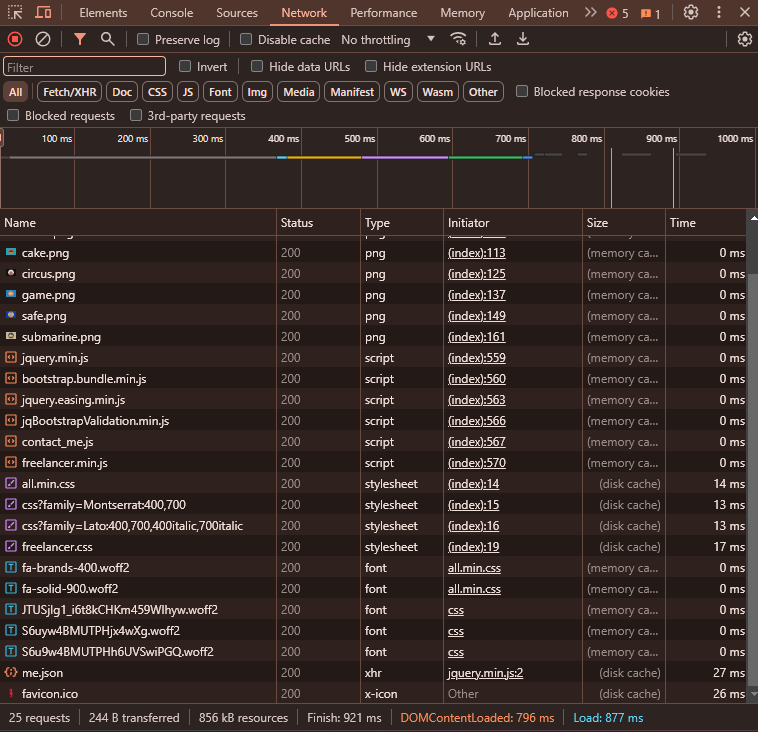 Elements Console Sources Network Performance Memory Application 5 1
Preserve log Disable cache No throttling
Filter Invert Hide data URLs Hide extension URLs
All Fetch/XHR Doc CSS JS Font Img Media Manifest WS Wasm Other Blocked response cookies
Blocked requests 3rd-party requests
100 ms 200 ms 300 ms 400 ms 500 ms 600 ms 700 ms 800 ms 900 ms 1000 ms
Name Status Type Initiator Size Time
cake.png 200 png (index):113 (memory ca... 0 ms
circus.png 200 png (index):125 (memory ca... 0 ms
game.png 200 png (index):137 (memory ca... 0 ms
safe.png 200 png (index):149 (memory ca... 0 ms
submarine.png 200 png (index):161 (memory ca... 0 ms
jquery.min.js 200 script (index):559 (memory ca... 0 ms
bootstrap.bundle.min.js 200 script (index):560 (memory ca... 0 ms
jquery.easing.min.js 200 script (index):563 (memory ca... 0 ms
jqBootstrapValidation.min.js 200 script (index):566 (memory ca... 0 ms
contact_me.js 200 script (index):567 (memory ca... 0 ms
freelancer.min.js 200 script (index):570 (memory ca... 0 ms
all.min.css 200 stylesheet (index):14 (disk cache) 14 ms
css?family=Montserrat:400,700 200 stylesheet (index):15 (disk cache) 13 ms
css?family=Lato:400,700,400italic,700italic 200 stylesheet (index):16 (disk cache) 13 ms
freelancer.css 200 stylesheet (index):19 (disk cache) 17 ms
fa-brands-400.woff2 200 font all.min.css (memory ca... 0 ms
fa-solid-900.woff2 200 font all.min.css (memory ca... 0 ms
JTUSjIg1_i6t8kCHKm459Wlhyw.woff2 200 font css (memory ca... 0 ms
S6uyw4BMUTPHjx4wXg.woff2 200 font css (memory ca... 0 ms
S6u9w4BMUTPHh6UVSwiPGQ.woff2 200 font css (memory ca... 0 ms
me.json 200 xhr jquery.min.js:2 (disk cache) 27 ms
favicon.ico 200 x-icon Other (disk cache) 26 ms
25 requests 244 B transferred 856 kB resources Finish: 921 ms DOMContentLoaded: 796 ms Load: 877 ms